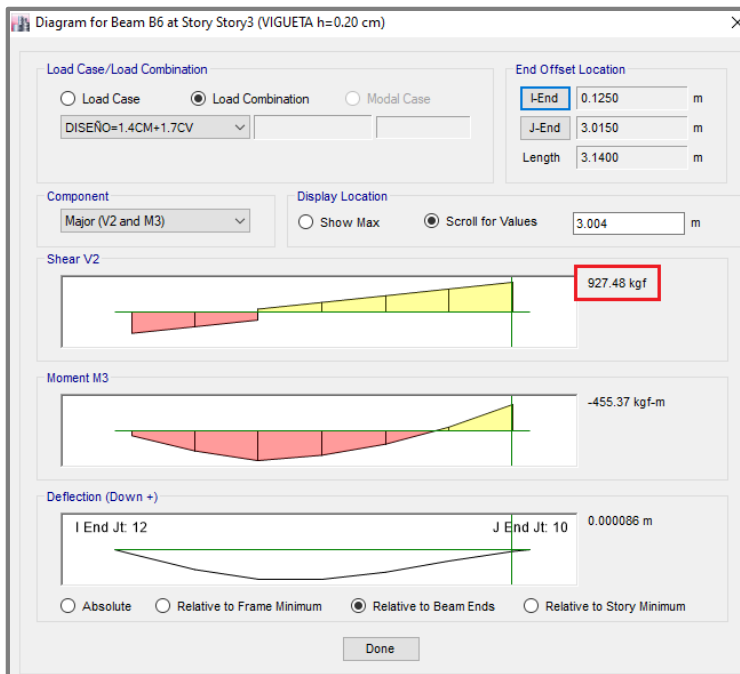 Diagram for Beam B6 at Story Story3 (VIGUETA h=0.20 cm)
Load Case/Load Combination
Load Case Load Combination Modal Case
DISEÑO=1.4CM+1.7CV
End Offset Location
I-End 0.1250 m
J-End 3.0150 m
Length 3.1400 m
Component
Major (V2 and M3)
Display Location
Show Max Scroll for Values 3.004 m
Shear V2
927.48 kgf
Moment M3
-455.37 kgf-m
Deflection (Down +)
I End Jt: 12 J End Jt: 10 0.000086 m
Absolute Relative to Frame Minimum Relative to Beam Ends Relative to Story Minimum
Done